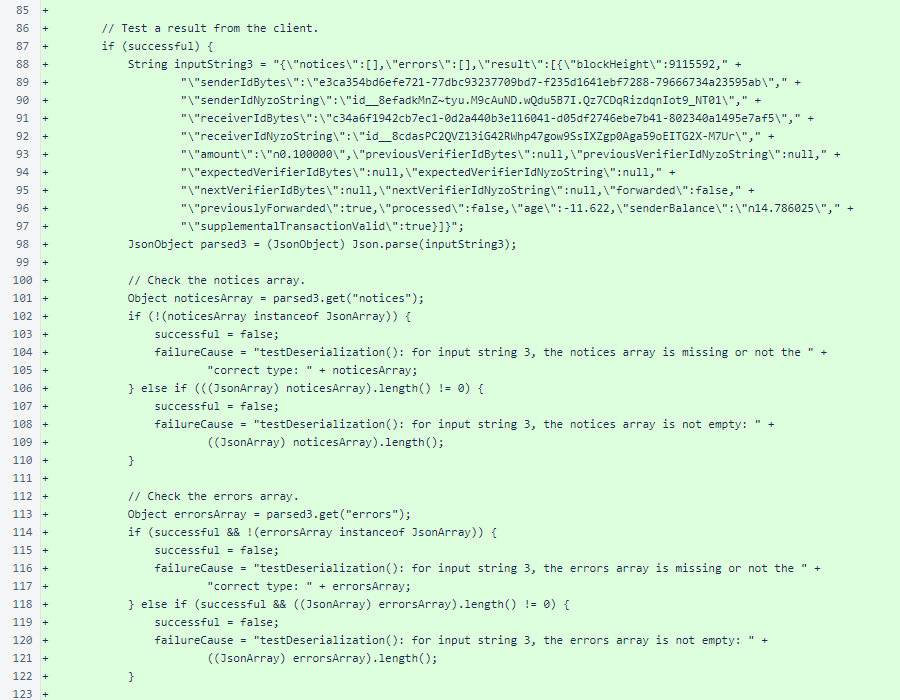 85 +
86 + // Test a result from the client.
87 + if (successful) {
88 + String inputString3 = "{\"notices\":[],\"errors\":[],\"result\":[{\"blockHeight\":9115592," +
89 + "\"senderIdBytes\":\"e3ca354bd6efe721-77dbc93237709bd7-f235d1641ebf7288-79666734a23595ab\"," +
90 + "\"senderIdNyzoString\":\"id__8efadkMnZ~tyu.M9cAuND.wQdu5B7I.Qz7CDqRizdqnIot9_NT01\"," +
91 + "\"receiverIdBytes\":\"c34a6f1942cb7ec1-0d2a440b3e116041-d05df2746ebe7b41-802340a1495e7af5\"," +
92 + "\"receiverIdNyzoString\":\"id__8cdasPC2QVZ13iG42RWhp47gow9SsIXZgp0Aga59oEITG2X-M7Ur\"," +
93 + "\"amount\":\"∩0.100000\",\"previousVerifierIdBytes\":null,\"previousVerifierIdNyzoString\":null," +
94 + "\"expectedVerifierIdBytes\":null,\"expectedVerifierIdNyzoString\":null," +
95 + "\"nextVerifierIdBytes\":null,\"nextVerifierIdNyzoString\":null,\"forwarded\":false," +
96 + "\"previouslyForwarded\":true,\"processed\":false,\"age\":-11.622,\"senderBalance\":\"∩14.786025\"," +
97 + "\"supplementalTransactionValid\":true}]}";
98 + JsonObject parsed3 = (JsonObject) Json.parse(inputString3);
99 +
100 + // Check the notices array.
101 + Object noticesArray = parsed3.get("notices");
102 + if (!(noticesArray instanceof JsonArray)) {
103 + successful = false;
104 + failureCause = "testDeserialization(): for input string 3, the notices array is missing or not the " +
105 + "correct type: " + noticesArray;
106 + } else if (((JsonArray) noticesArray).length() != 0) {
107 + successful = false;
108 + failureCause = "testDeserialization(): for input string 3, the notices array is not empty: " +
109 + ((JsonArray) noticesArray).length();
110 + }
111 +
112 + // Check the errors array.
113 + Object errorsArray = parsed3.get("errors");
114 + if (successful && !(errorsArray instanceof JsonArray)) {
115 + successful = false;
116 + failureCause = "testDeserialization(): for input string 3, the errors array is missing or not the " +
117 + "correct type: " + errorsArray;
118 + } else if (successful && ((JsonArray) errorsArray).length() != 0) {
119 + successful = false;
120 + failureCause = "testDeserialization(): for input string 3, the errors array is not empty: " +
121 + ((JsonArray) errorsArray).length();
122 + }
123 +